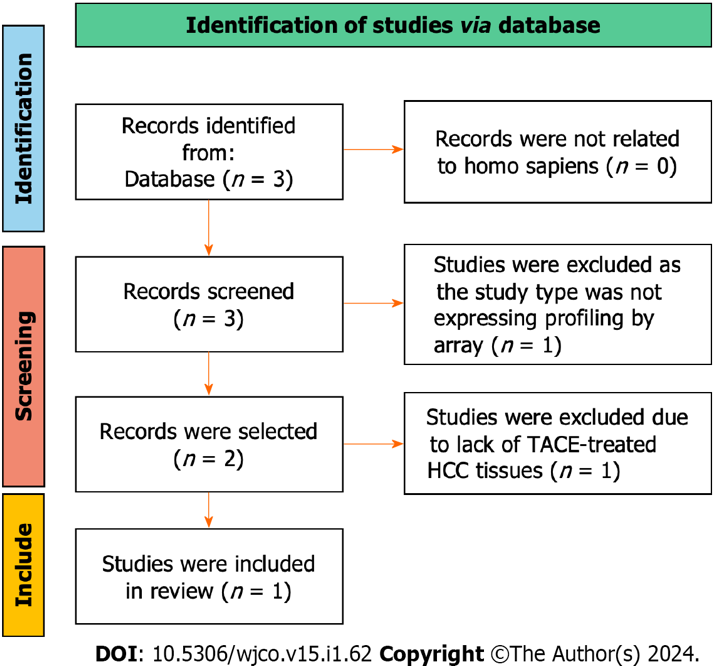 Identification of studies via database
Identification
Records identified
from:
Database (n = 3)
Records were not related
to homo sapiens (n = 0)
Screening
Records screened
(n = 3)
Studies were excluded as
the study type was not
expressing profiling by
array (n = 1)
Records were selected
(n = 2)
Studies were excluded due
to lack of TACE-treated
HCC tissues (n = 1)
Include
Studies were included
in review (n = 1)
DOI: 10.5306/wjco.v15.i1.62 Copyright ©The Author(s) 2024.